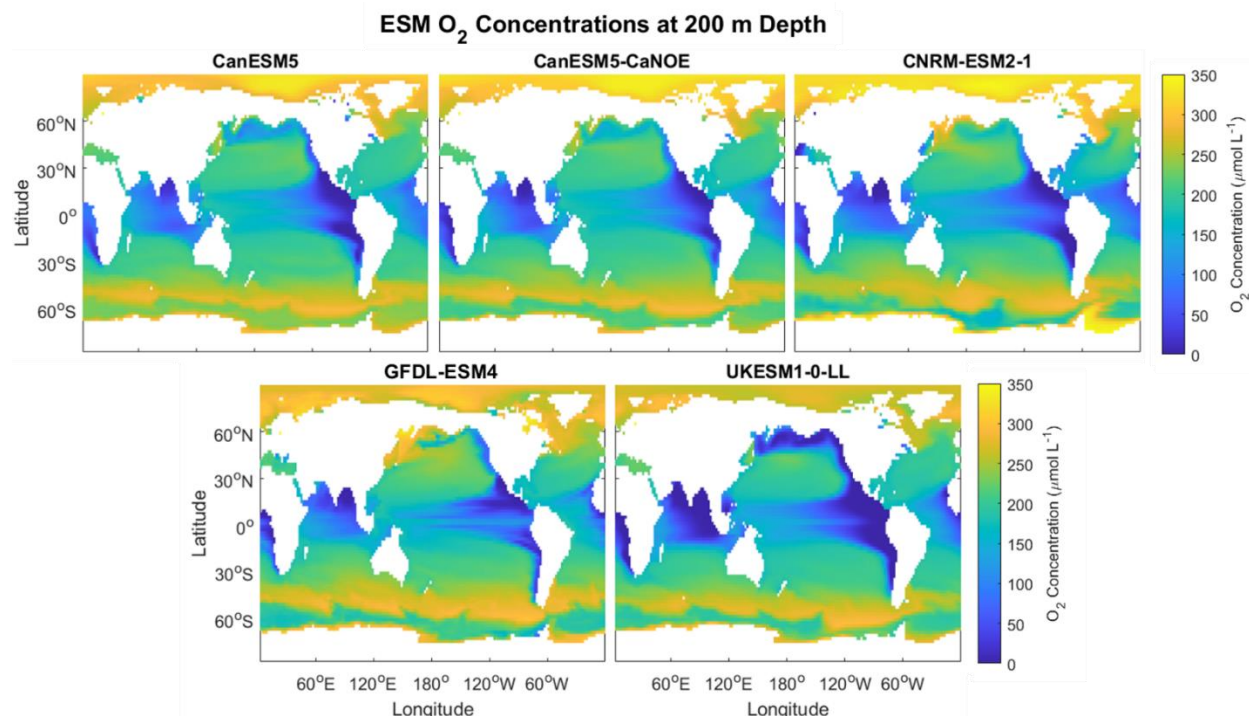 ESM O₂ Concentrations at 200 m Depth
CanESM5
CanESM5-CaNOE
CNRM-ESM2-1
60°N
30°N
0°
30°S
60°S
Latitude
350
300
250
200
150
100
50
0
O₂ Concentration (μmol L⁻¹)
GFDL-ESM4
UKESM1-0-LL
60°N
30°N
0°
30°S
60°S
Latitude
60°E 120°E 180° 120°W 60°W
Longitude
60°E 120°E 180° 120°W 60°W
Longitude
350
300
250
200
150
100
50
0
O₂ Concentration (μmol L⁻¹)